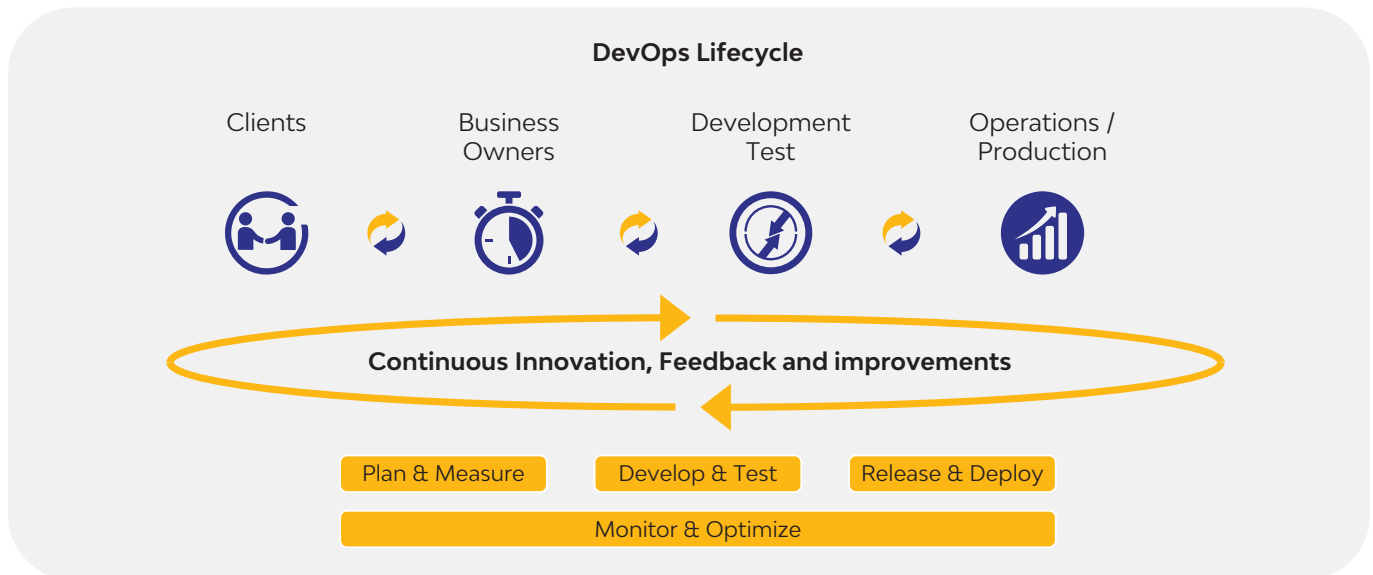 DevOps Lifecycle
Clients
Business
Owners
Development
Test
Operations /
Production
Continuous Innovation, Feedback and improvements
Plan & Measure
Develop & Test
Release & Deploy
Monitor & Optimize